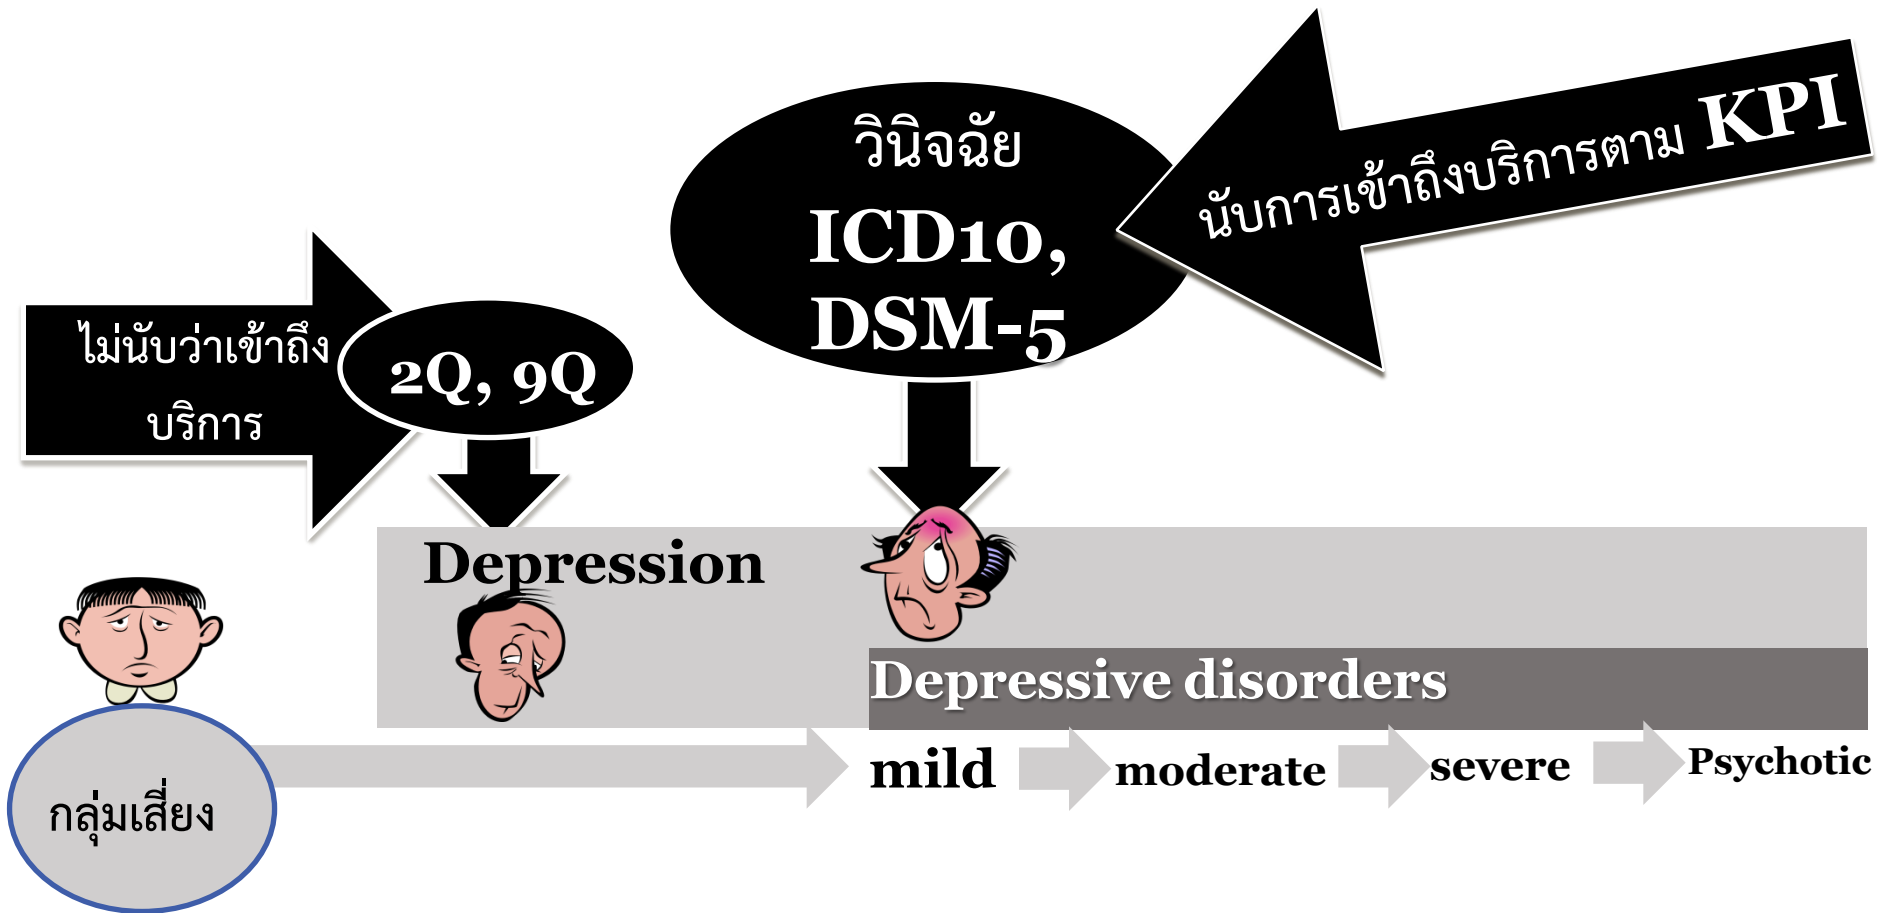 วินิจฉัย
ICD10,
DSM-5
นับการเข้าถึงบริการตาม KPI
ไม่นับว่าเข้าถึง
บริการ
2Q, 9Q
Depression
Depressive disorders
mild
moderate
severe
Psychotic
กลุ่มเสี่ยง